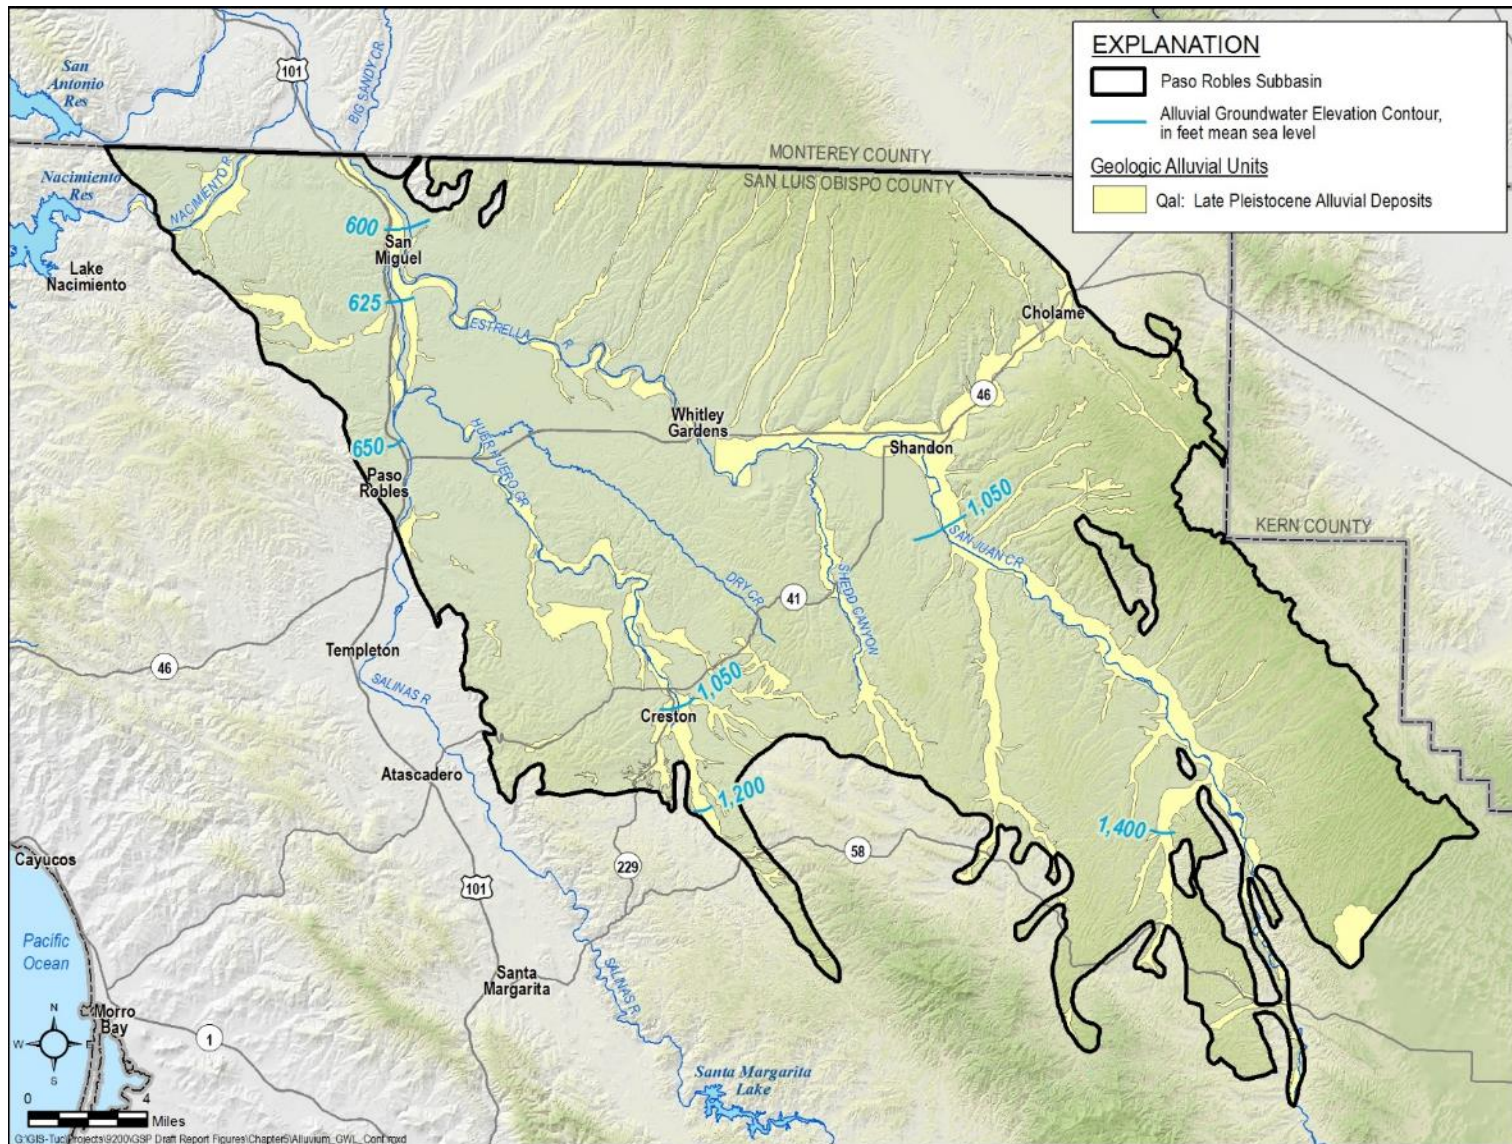 EXPLANATION
Paso Robles Subbasin
Alluvial Groundwater Elevation Contour,
in feet mean sea level
Geologic Alluvial Units
Qal: Late Pleistocene Alluvial Deposits
San
Antonio
Res
101
BIG SANDY CR
MONTEREY COUNTY
SAN LUIS OBISPO COUNTY
Nacimiento
Res
NACIMIENTO R
600
San
Miguel
Lake
Nacimiento
625
ESTRELLA R
Cholame
46
Whitley
Gardens
Shandon
650
Paso
Robles
HUER HUERO CR
1,050
SAN JUAN CR
KERN COUNTY
DRY CR
41
SHEDD CANYON
46
Templeton
SALINAS R
1,050
Creston
Atascadero
1,200
1,400
58
229
101
Cayucos
Pacific
Ocean
Santa
Margarita
SALINAS R
Morro
Bay
1
N
W
E
S
Santa Margarita
Lake
0
4
Miles